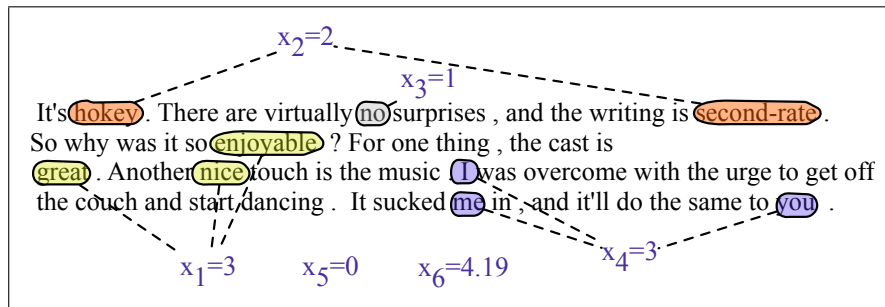 x2=2
x3=1
It's hokey . There are virtually no surprises , and the writing is second-rate .
So why was it so enjoyable ? For one thing , the cast is
great . Another nice touch is the music . I was overcome with the urge to get off
the couch and start dancing . It sucked me in , and it'll do the same to you .
x1=3 x5=0 x6=4.19 x4=3